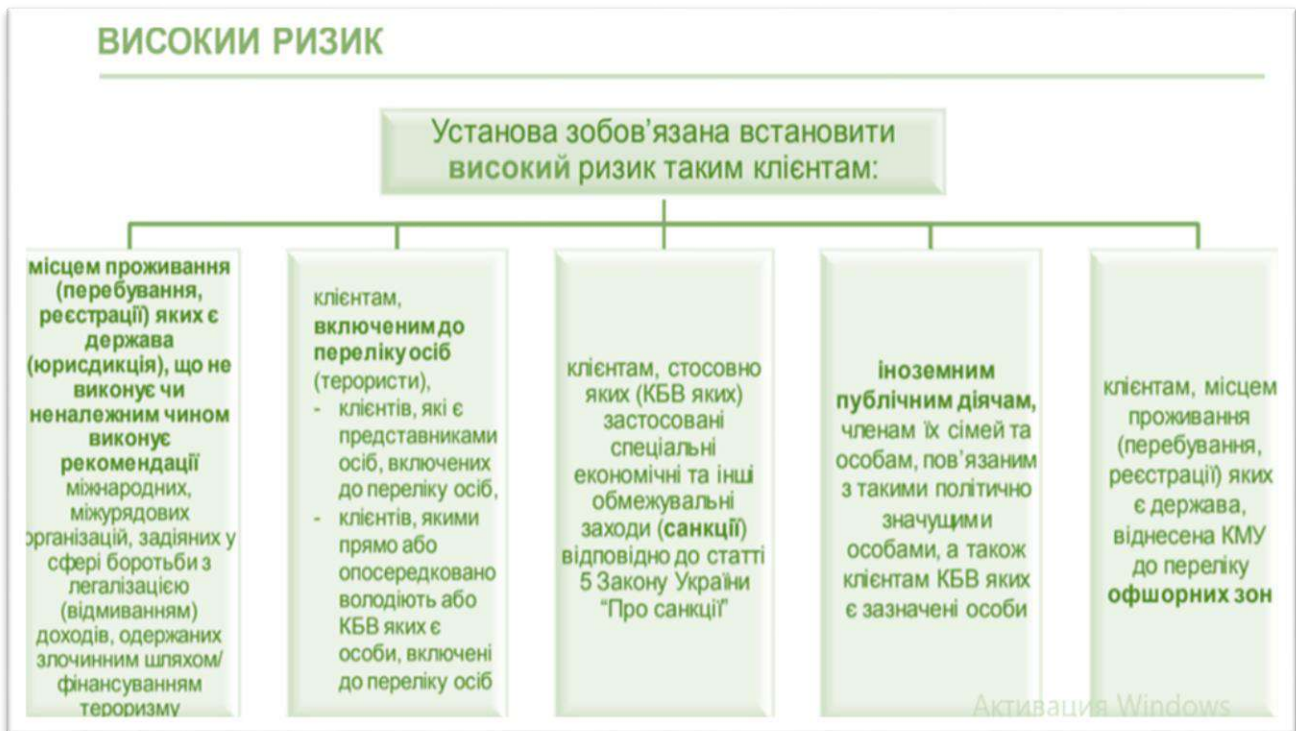 ВИСОКИИ РИЗИК
Установа зобов’язана встановити
високий ризик таким клієнтам:
місцем проживання
(перебування,
реєстрації) яких є
держава
(юрисдикція), що не
виконує чи
неналежним чином
виконує
рекомендації
міжнародних,
міжурядових
організацій, задіяних у
сфері боротьби з
легалізацією
(відмиванням)
доходів, одержаних
злочинним шляхом/
фінансуванням
тероризму
клієнтам,
включеним до
переліку осіб
(терористи),
- клієнтів, які є
представниками
осіб, включених
до переліку осіб,
- клієнтів, якими
прямо або
опосередковано
володіють або
КБВ яких є
особи, включені
до переліку осіб
клієнтам, стосовно
яких (КБВ яких)
застосовані
спеціальні
економічні та інші
обмежувальні
заходи (санкції)
відповідно до статті
5 Закону України
“Про санкції”
іноземним
публічним діячам,
членам їх сімей та
особам, пов’язаним
з такими політично
значущими
особами, а також
клієнтам КБВ яких
є зазначені особи
клієнтам, місцем
проживання
(перебування,
реєстрації) яких
є держава,
віднесена КМУ
до переліку
офшорних зон
Активация Windows